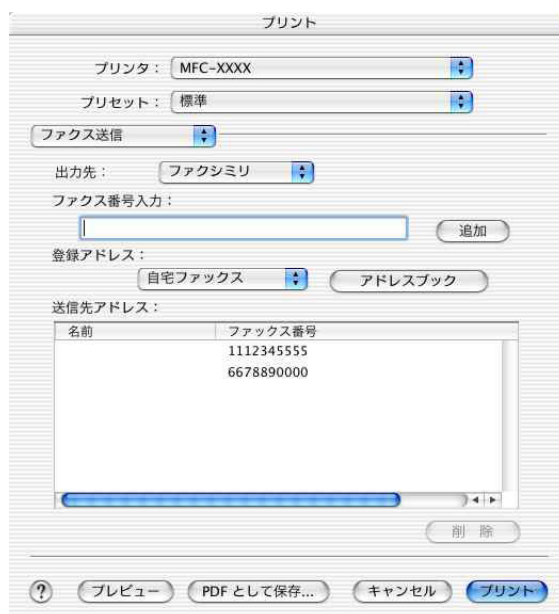 プリント
プリンタ： MFC-XXXX
プリセット： 標準
ファクス送信
出力先： ファクシミリ
ファクス番号入力：
追加
登録アドレス：
自宅ファックス アドレスブック
送信先アドレス：
名前 ファックス番号
1112345555
6678890000
削 除
? プレビュー PDF として保存... キャンセル プリント